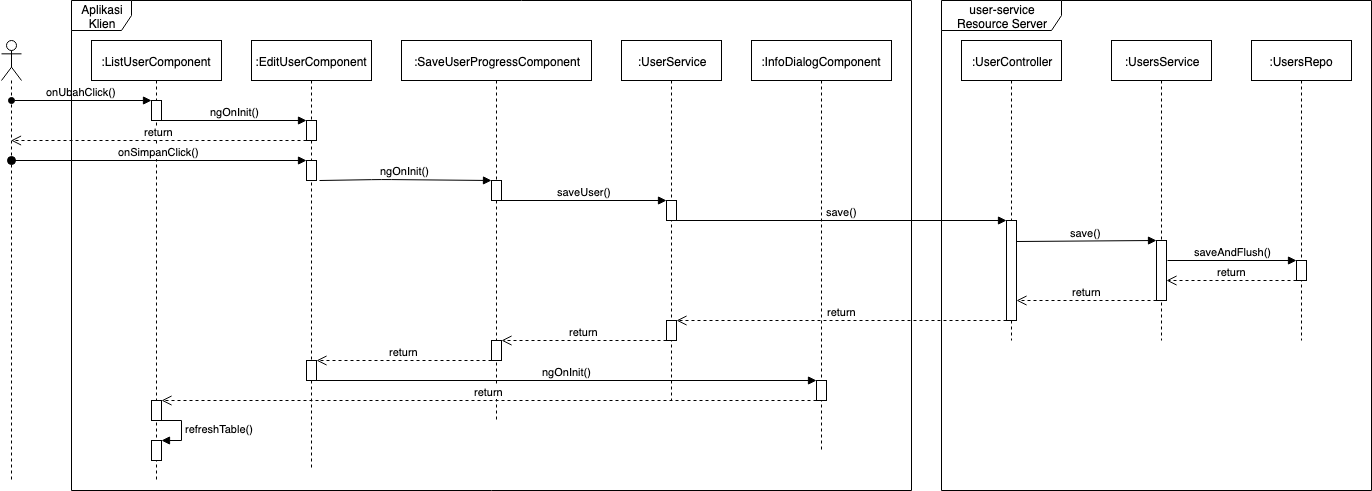 Aplikasi
Klien
user-service
Resource Server
:ListUserComponent
:EditUserComponent
:SaveUserProgressComponent
:UserService
:InfoDialogComponent
:UserController
:UsersService
:UsersRepo
onUbahClick()
ngOnInit()
return
onSimpanClick()
ngOnInit()
saveUser()
save()
save()
saveAndFlush()
return
return
return
return
return
ngOnInit()
return
refreshTable()